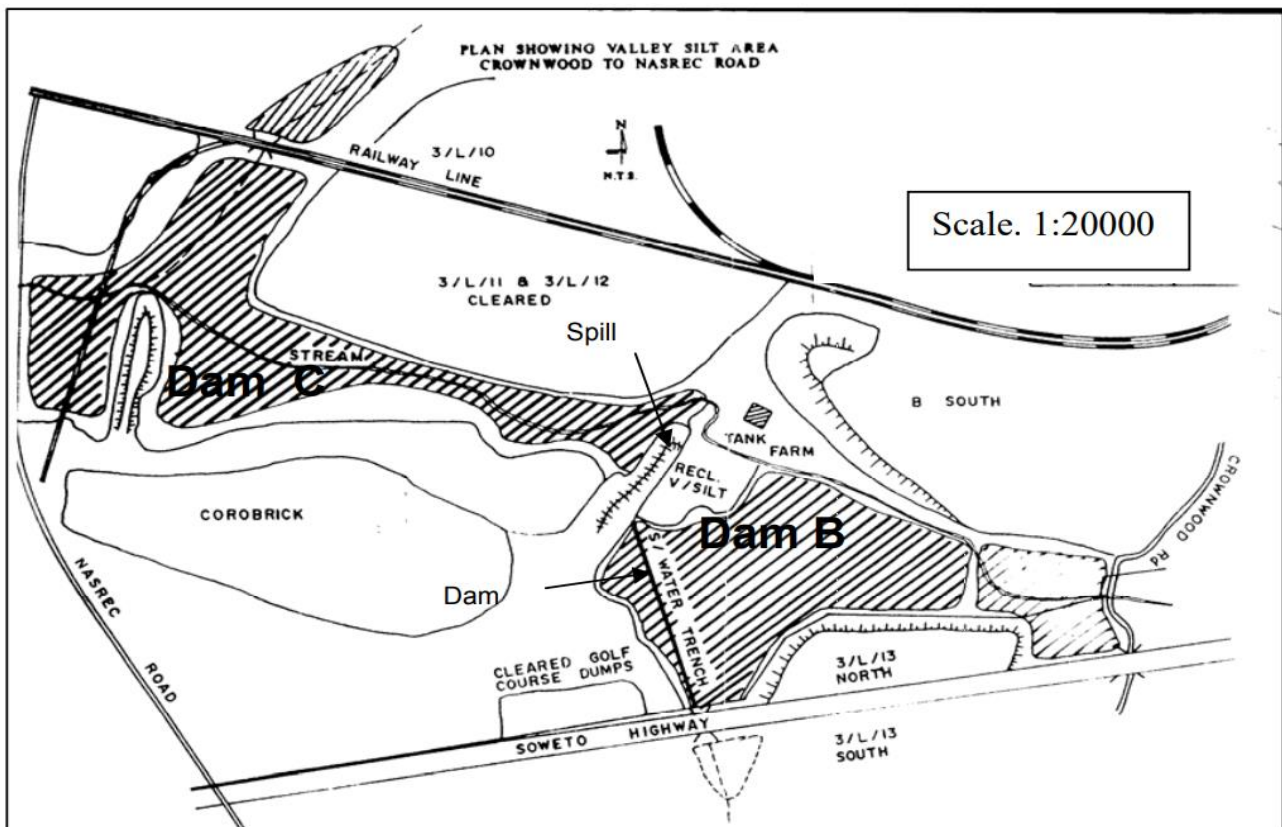 PLAN SHOWING VALLEY SILT AREA
CROWNWOOD TO NASREC ROAD
N
N.T.S.
RAILWAY
LINE
3/L/10
Scale. 1:20000
3/L/11 & 3/L/12
CLEARED
Spill
STREAM
Dam C
B SOUTH
TANK
FARM
RECL.
V/SILT
CROWNWOOD
Rd
COROBRICK
Dam B
S/WATER TRENCH
Dam
NASREC
ROAD
CLEARED GOLF
COURSE DUMPS
3/L/13
NORTH
SOWETO HIGHWAY
3/L/13
SOUTH